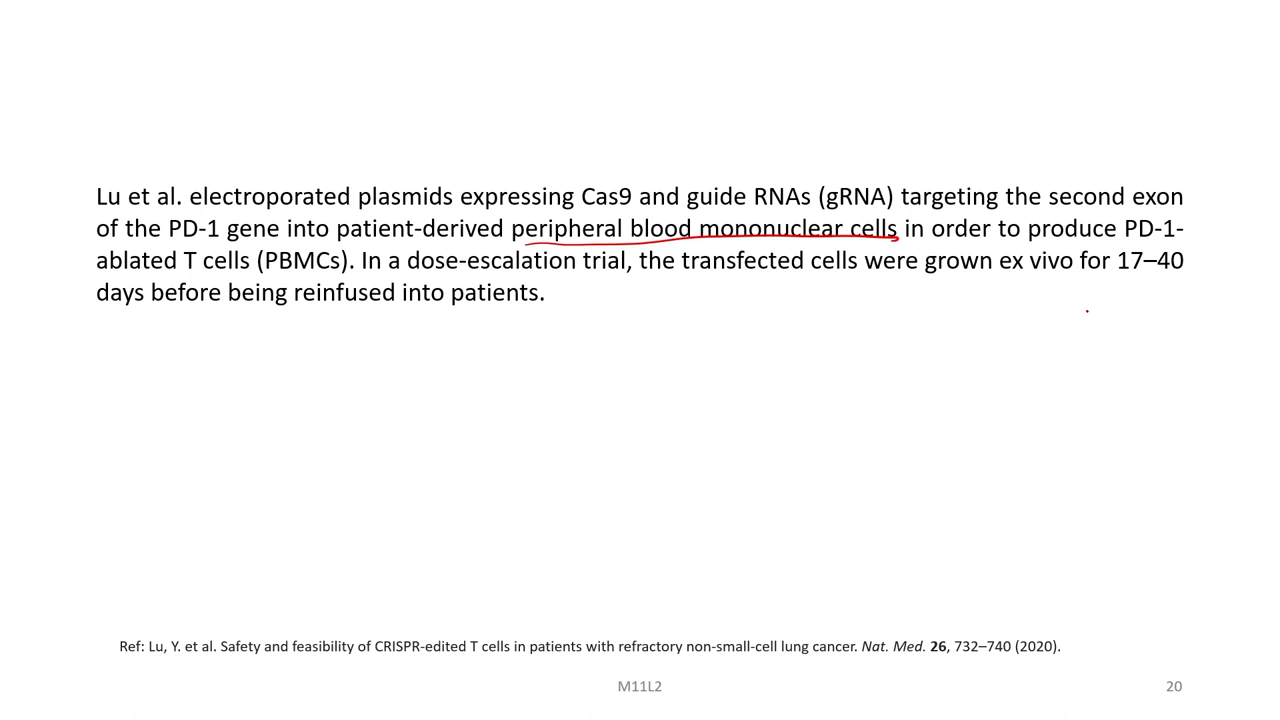 Lu et al. electroporated plasmids expressing Cas9 and guide RNAs (gRNA) targeting the second exon
of the PD-1 gene into patient-derived peripheral blood mononuclear cells in order to produce PD-1-
ablated T cells (PBMCs). In a dose-escalation trial, the transfected cells were grown ex vivo for 17–40
days before being reinfused into patients.
Ref: Lu, Y. et al. Safety and feasibility of CRISPR-edited T cells in patients with refractory non-small-cell lung cancer. Nat. Med. 26, 732–740 (2020).
M11L2
20